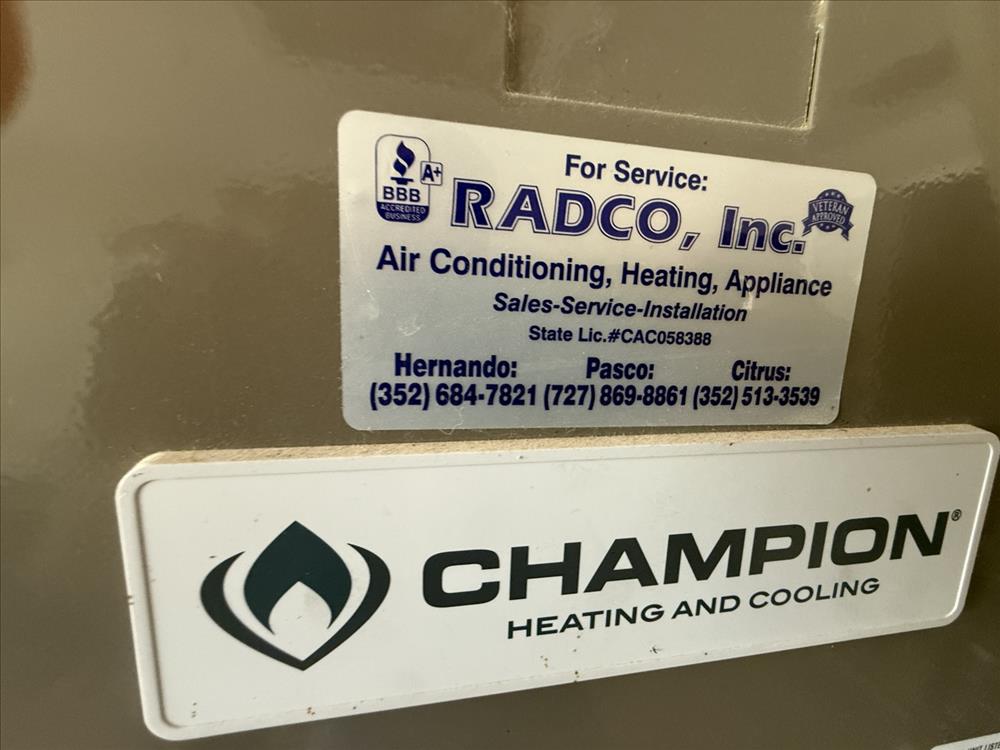 For Service:
BBB
A+
ACCREDITED
BUSINESS
RADCO, Inc.
VETERAN
APPROVED
Air Conditioning, Heating, Appliance
Sales-Service-Installation
State Lic.#CAC058388
Hernando: Pasco: Citrus:
(352) 684-7821 (727) 869-8861 (352) 513-3539
CHAMPION®
HEATING AND COOLING